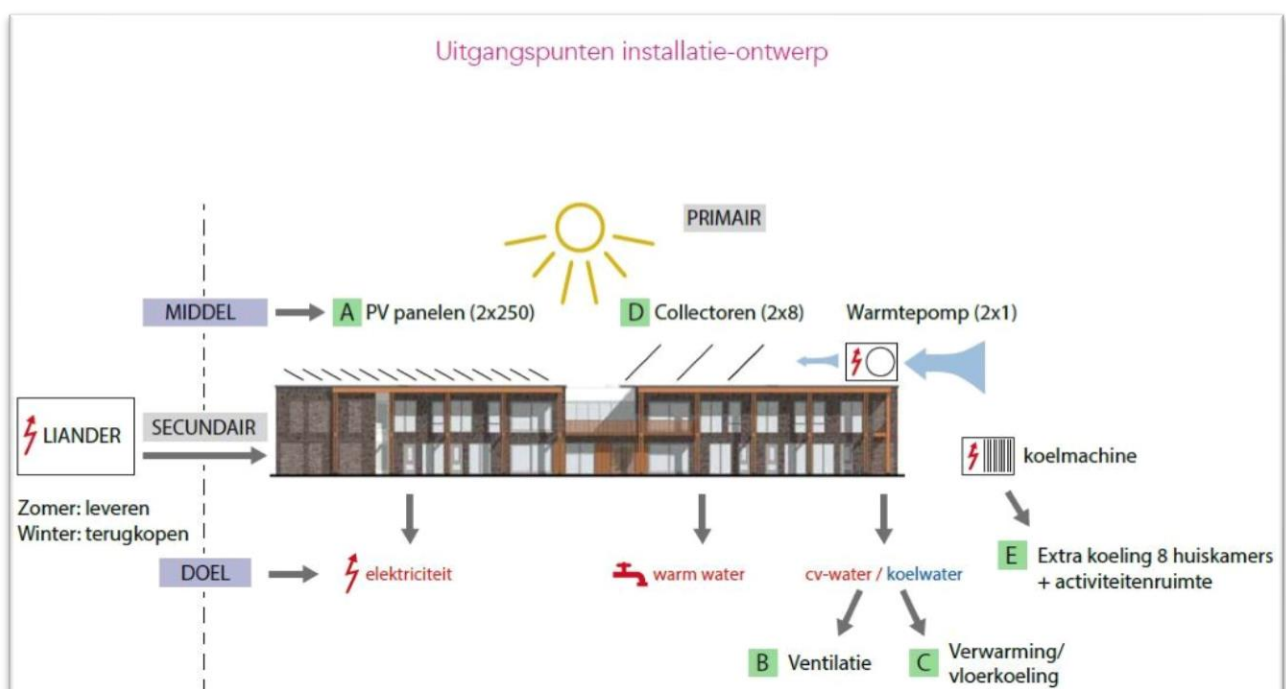 Uitgangspunten installatie-ontwerp
PRIMAIR
MIDDEL
A PV panelen (2x250)
D Collectoren (2x8)
Warmtepomp (2x1)
LIANDER
SECUNDAIR
koelmachine
Zomer: leveren
Winter: terugkopen
DOEL
elektriciteit
warm water
cv-water / koelwater
E Extra koeling 8 huiskamers
+ activiteitenruimte
B Ventilatie
C Verwarming/
vloerkoeling